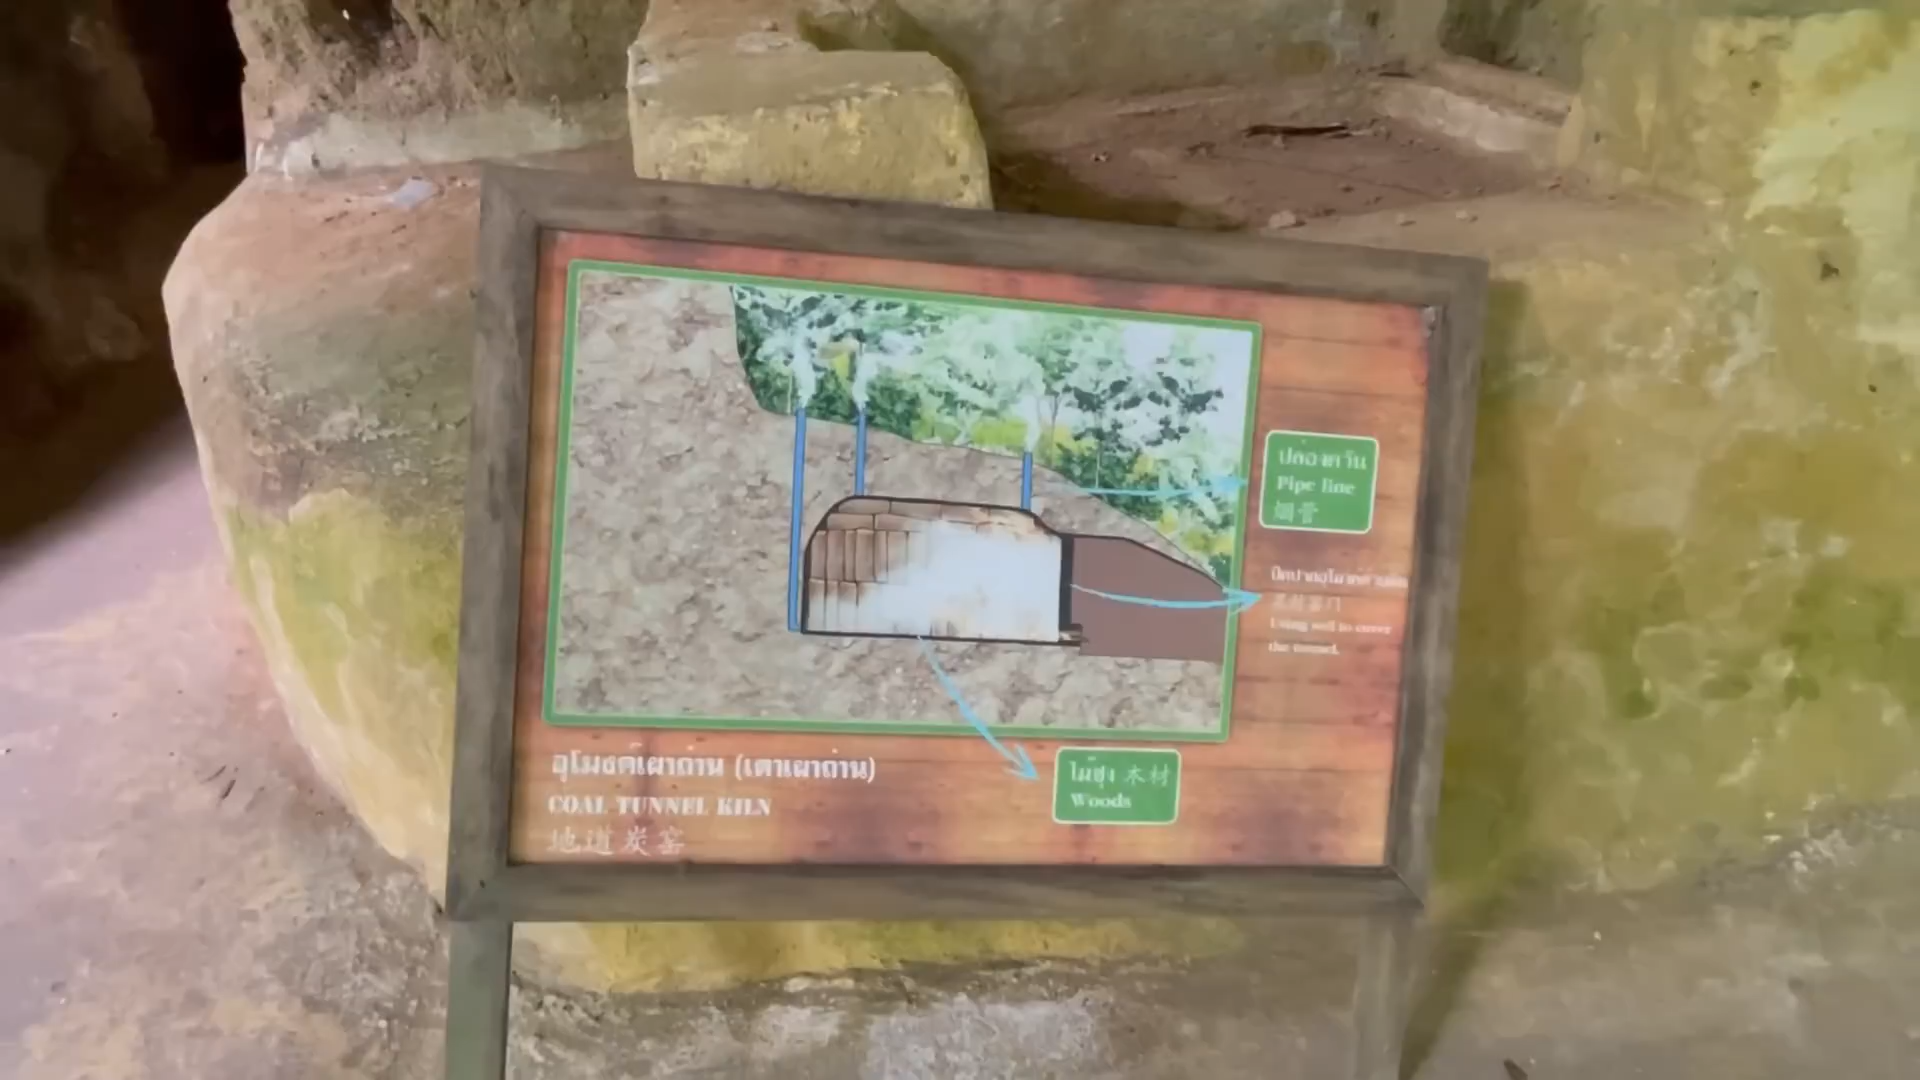 ปล่องควัน
Pipe line
烟管
Using soil to cover
the tunnel.
อุโมงค์เผาถ่าน (เตาเผาถ่าน)
COAL TUNNEL KILN
地道炭窑
ไม้ซุง 木材
Woods